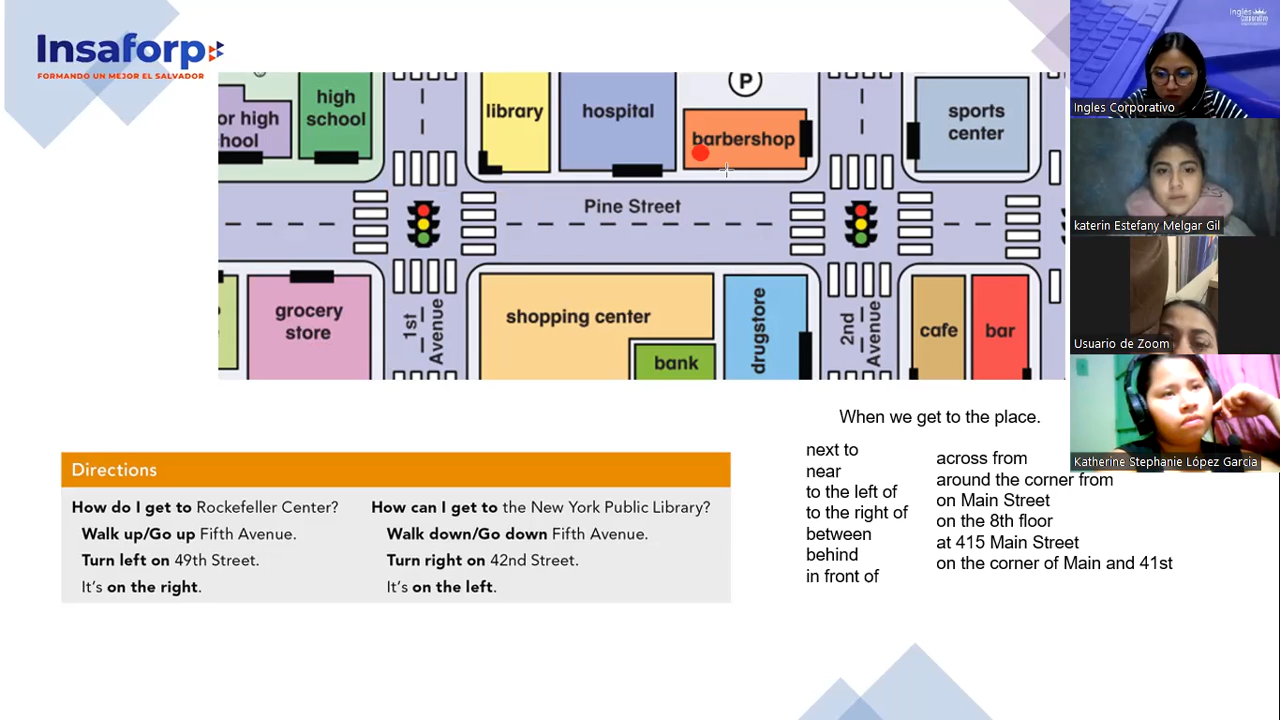 Insaforp
FORMANDO UN MEJOR EL SALVADOR
or high
hool
high
school
library
hospital
P
barbershop
sports
center
Pine Street
grocery
store
1st
Avenue
shopping center
bank
drugstore
2nd
Avenue
cafe
bar
Inglés
Corporativo
Ingles Corporativo
katerin Estefany Melgar Gil
Usuario de Zoom
Katherine Stephanie López Garcia
When we get to the place.
next to
near
to the left of
to the right of
between
behind
in front of
across from
around the corner from
on Main Street
on the 8th floor
at 415 Main Street
on the corner of Main and 41st
Directions
How do I get to Rockefeller Center?
Walk up/Go up Fifth Avenue.
Turn left on 49th Street.
It's on the right.
How can I get to the New York Public Library?
Walk down/Go down Fifth Avenue.
Turn right on 42nd Street.
It's on the left.